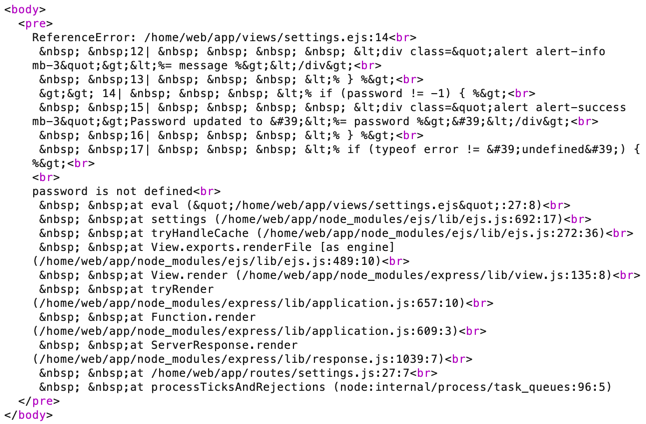 <body>
<pre>
ReferenceError: /home/web/app/views/settings.ejs:14<br>
&nbsp; &nbsp;12| &nbsp; &nbsp; &nbsp; &nbsp; &lt;div class=&quot;alert alert-info
mb-3&quot;&gt;&lt;%= message %&gt;&lt;/div&gt;<br>
&nbsp; &nbsp;13| &nbsp; &nbsp; &nbsp; &lt;% } %&gt;<br>
&gt;&gt; 14| &nbsp; &nbsp; &nbsp; &lt;% if (password != -1) { %&gt;<br>
&nbsp; &nbsp;15| &nbsp; &nbsp; &nbsp; &nbsp; &lt;div class=&quot;alert alert-success
mb-3&quot;&gt;Password updated to &#39;&lt;%= password %&gt;&#39;&lt;/div&gt;<br>
&nbsp; &nbsp;16| &nbsp; &nbsp; &nbsp; &lt;% } %&gt;<br>
&nbsp; &nbsp;17| &nbsp; &nbsp; &nbsp; &lt;% if (typeof error != &#39;undefined&#39;) {
%&gt;<br>
<br>
password is not defined<br>
&nbsp; &nbsp;at eval (&quot;/home/web/app/views/settings.ejs&quot;:27:8)<br>
&nbsp; &nbsp;at settings (/home/web/app/node_modules/ejs/lib/ejs.js:692:17)<br>
&nbsp; &nbsp;at tryHandleCache (/home/web/app/node_modules/ejs/lib/ejs.js:272:36)<br>
&nbsp; &nbsp;at View.exports.renderFile [as engine]
(/home/web/app/node_modules/ejs/lib/ejs.js:489:10)<br>
&nbsp; &nbsp;at View.render (/home/web/app/node_modules/express/lib/view.js:135:8)<br>
&nbsp; &nbsp;at tryRender
(/home/web/app/node_modules/express/lib/application.js:657:10)<br>
&nbsp; &nbsp;at Function.render
(/home/web/app/node_modules/express/lib/application.js:609:3)<br>
&nbsp; &nbsp;at ServerResponse.render
(/home/web/app/node_modules/express/lib/response.js:1039:7)<br>
&nbsp; &nbsp;at /home/web/app/routes/settings.js:27:7<br>
&nbsp; &nbsp;at processTicksAndRejections (node:internal/process/task_queues:96:5)
</pre>
</body>